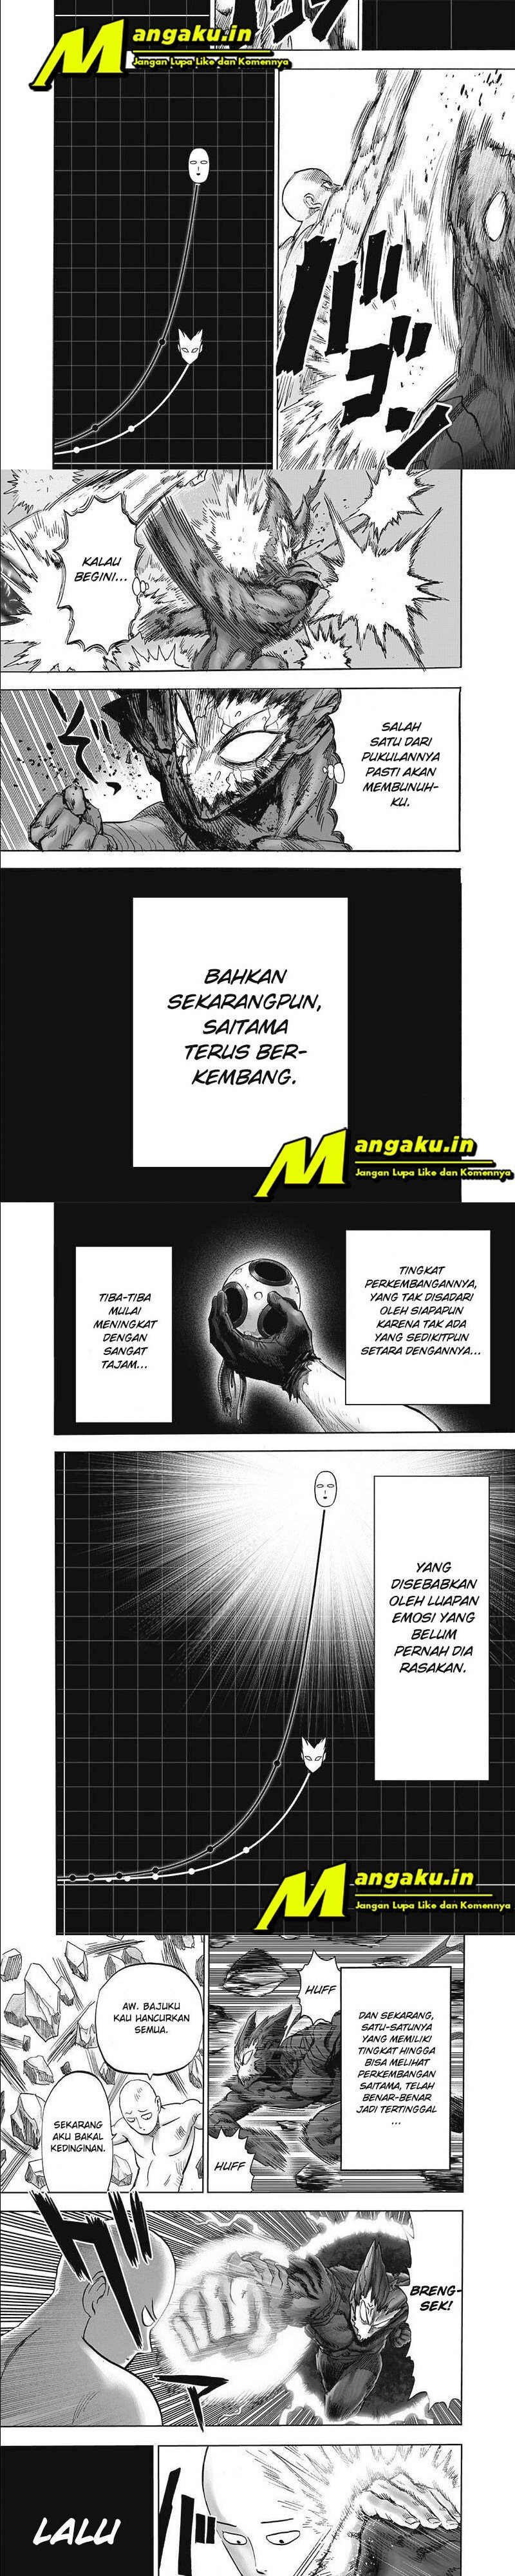 Mangaku.in
Jangan Lupa Like dan Komennya
KALAU
BEGINI...
SALAH
SATU DARI
PUKULANNYA
PASTI AKAN
MEMBUNUH-
KU.
BAHKAN
SEKARANGPUN,
SAITAMA
TERUS BER-
KEMBANG.
Mangaku.in
Jangan Lupa Like dan Komennya
TINGKAT
PERKEMBANGANNYA,
YANG TAK DISADARI
OLEH SIAPAPUN
KARENA TAK ADA
YANG SEDIKITPUN
SETARA DENGANNYA...
TIBA-TIBA
MULAI
MENINGKAT
DENGAN
SANGAT
TAJAM...
YANG
DISEBABKAN
OLEH LUAPAN
EMOSI YANG
BELUM
PERNAH DIA
RASAKAN.
Mangaku.in
Jangan Lupa Like dan Komennya
HUFF
DAN SEKARANG,
SATU-SATUNYA
YANG MEMILIKI
TINGKAT HINGGA
BISA MELIHAT
PERKEMBANGAN
SAITAMA, TELAH
BENAR-BENAR
JADI TERTINGGAL
...
HUFF
AW. BAJUKU
KAU HANCURKAN
SEMUA.
SEKARANG
AKU BAKAL
KEDINGINAN.
BRENG-
SEK!
LALU